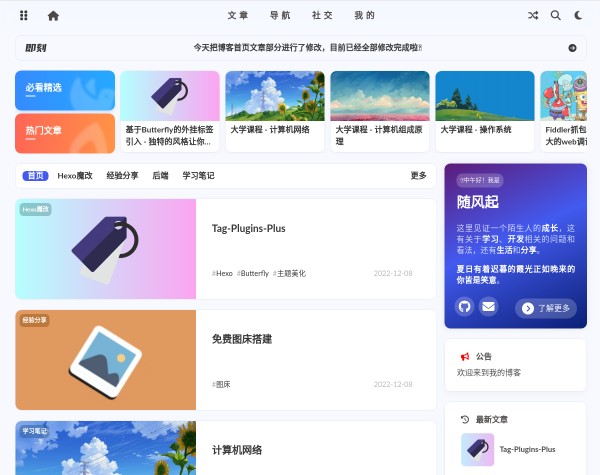 文章 导航 社交 我的
即刻
今天把博客首页文章部分进行了修改，目前已经全部修改完成啦!
必看精选
热门文章
基于Butterfly的外挂标签
引入 - 独特的风格让你...
大学课程 - 计算机网络
大学课程 - 计算机组成原
理
大学课程 - 操作系统
Fiddler抓包
大的web调试
首页 Hexo魔改 经验分享 后端 学习笔记 更多
Hexo魔改
Tag-Plugins-Plus
#Hexo #Butterfly #主题美化 2022-12-08
经验分享
免费图床搭建
#图床 2022-12-08
学习笔记
计算机网络
中午好！我是
随风起
这里见证一个陌生人的成长，这
有关于学习、开发相关的问题和
看法，还有生活和分享。
夏日有着迟暮的霞光正如晚来的
你皆是笑意。
了解更多
公告
欢迎来到我的博客
最新文章
Tag-Plugins-Plus